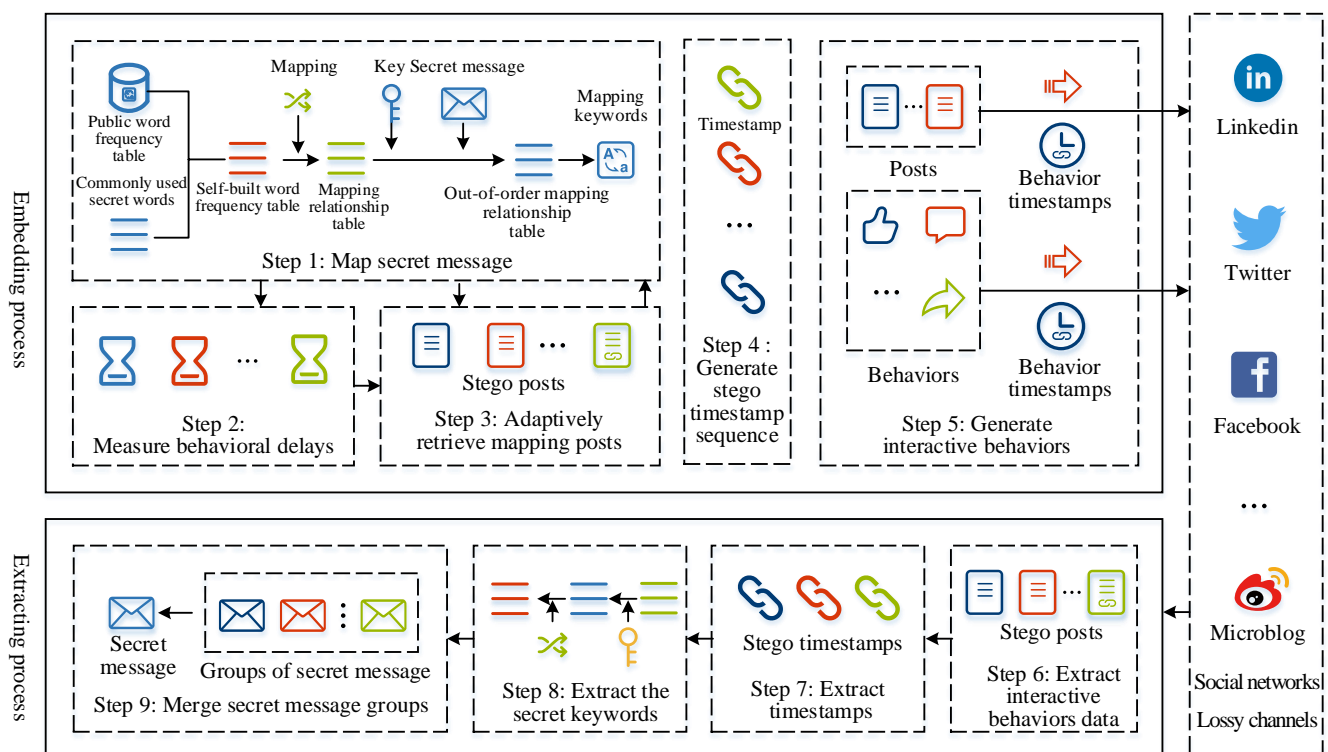 Embedding process
Mapping
Key Secret message
Mapping
keywords
Public word
frequency
table
Commonly used
secret words
Self-built word
frequency table
Mapping
relationship
table
Out-of-order mapping
relationship
table
A
a
Step 1: Map secret message
Step 2:
Measure behavioral delays
...
Stego posts
...
Step 3: Adaptively
retrieve mapping posts
Timestamp
...
Step 4 :
Generate
stego
timestamp
sequence
...
Posts
Behavior
timestamps
...
Behaviors
Behavior
timestamps
Step 5: Generate
interactive behaviors
in
Linkedin
Twitter
f
Facebook
...
Microblog
Social networks
Lossy channels
Extracting process
Secret
message
Groups of secret message
Step 9: Merge secret message groups
Step 8: Extract the
secret keywords
Stego timestamps
Step 7: Extract
timestamps
...
Stego posts
Step 6: Extract
interactive
behaviors data